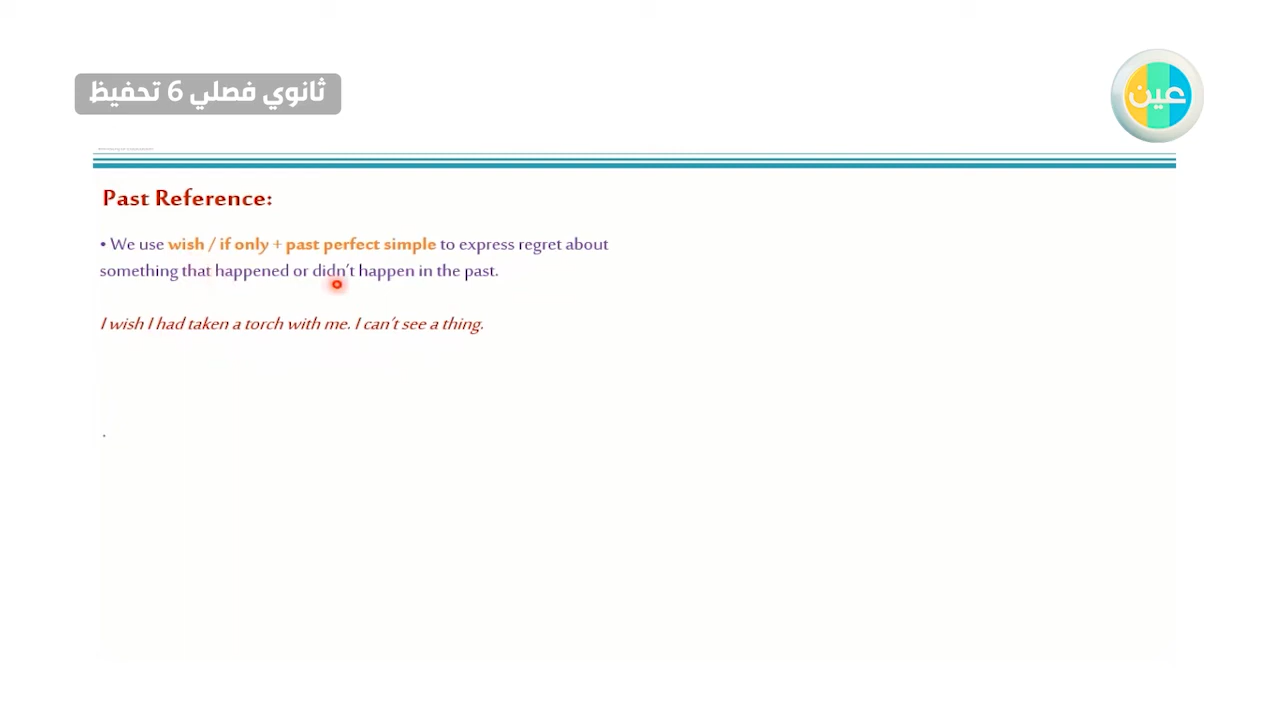 ثانوي فصلي 6 تحفيظ
عين
Past Reference:
• We use wish / if only + past perfect simple to express regret about
something that happened or didn't happen in the past.
I wish I had taken a torch with me. I can't see a thing.
.